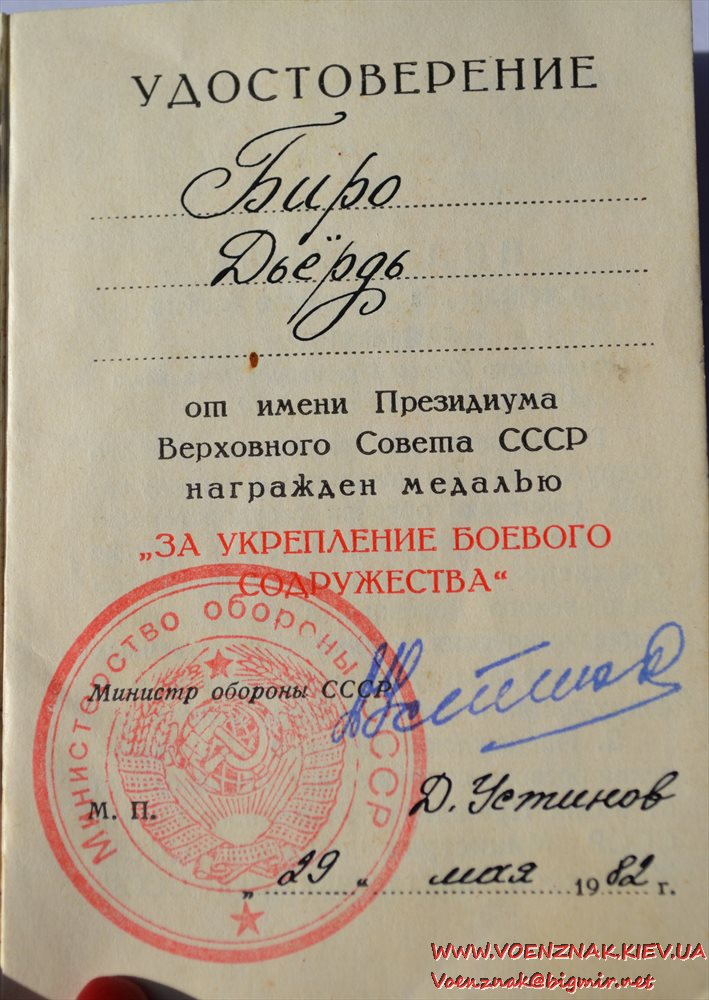 УДОСТОВЕРЕНИЕ
Биро
Дьёрдь
от имени Президиума
Верховного Совета СССР
награжден медалью
„ЗА УКРЕПЛЕНИЕ БОЕВОГО
СОДРУЖЕСТВА“
Министерство обороны СССР
Министр обороны СССР
Д. Устинов
М. П.
„ 29 “ мая 1982 г.
WWW.VOENZNAK.KIEV.UA
Voenznak@bigmir.net